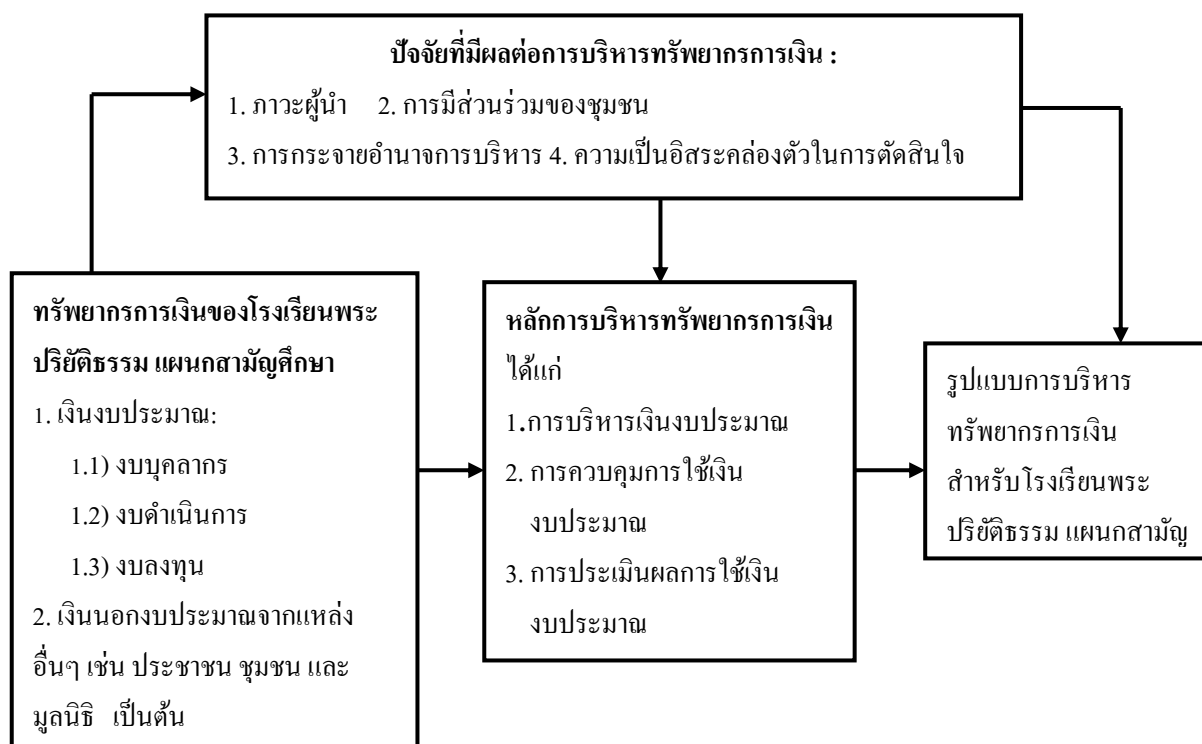 ปัจจัยที่มีผลต่อการบริหารทรัพยากรการเงิน :
1. ภาวะผู้นำ 2. การมีส่วนร่วมของชุมชน
3. การกระจายอำนาจการบริหาร 4. ความเป็นอิสระคล่องตัวในการตัดสินใจ
ทรัพยากรการเงินของโรงเรียนพระ
ปริยัติธรรม แผนกสามัญศึกษา
1. เงินงบประมาณ:
1.1) งบบุคลากร
1.2) งบดำเนินการ
1.3) งบลงทุน
2. เงินนอกงบประมาณจากแหล่ง
อื่นๆ เช่น ประชาชน ชุมชน และ
มูลนิธิ เป็นต้น
หลักการบริหารทรัพยากรการเงิน
ได้แก่
1.การบริหารเงินงบประมาณ
2. การควบคุมการใช้เงิน
งบประมาณ
3. การประเมินผลการใช้เงิน
งบประมาณ
รูปแบบการบริหาร
ทรัพยากรการเงิน
สำหรับโรงเรียนพระ
ปริยัติธรรม แผนกสามัญ